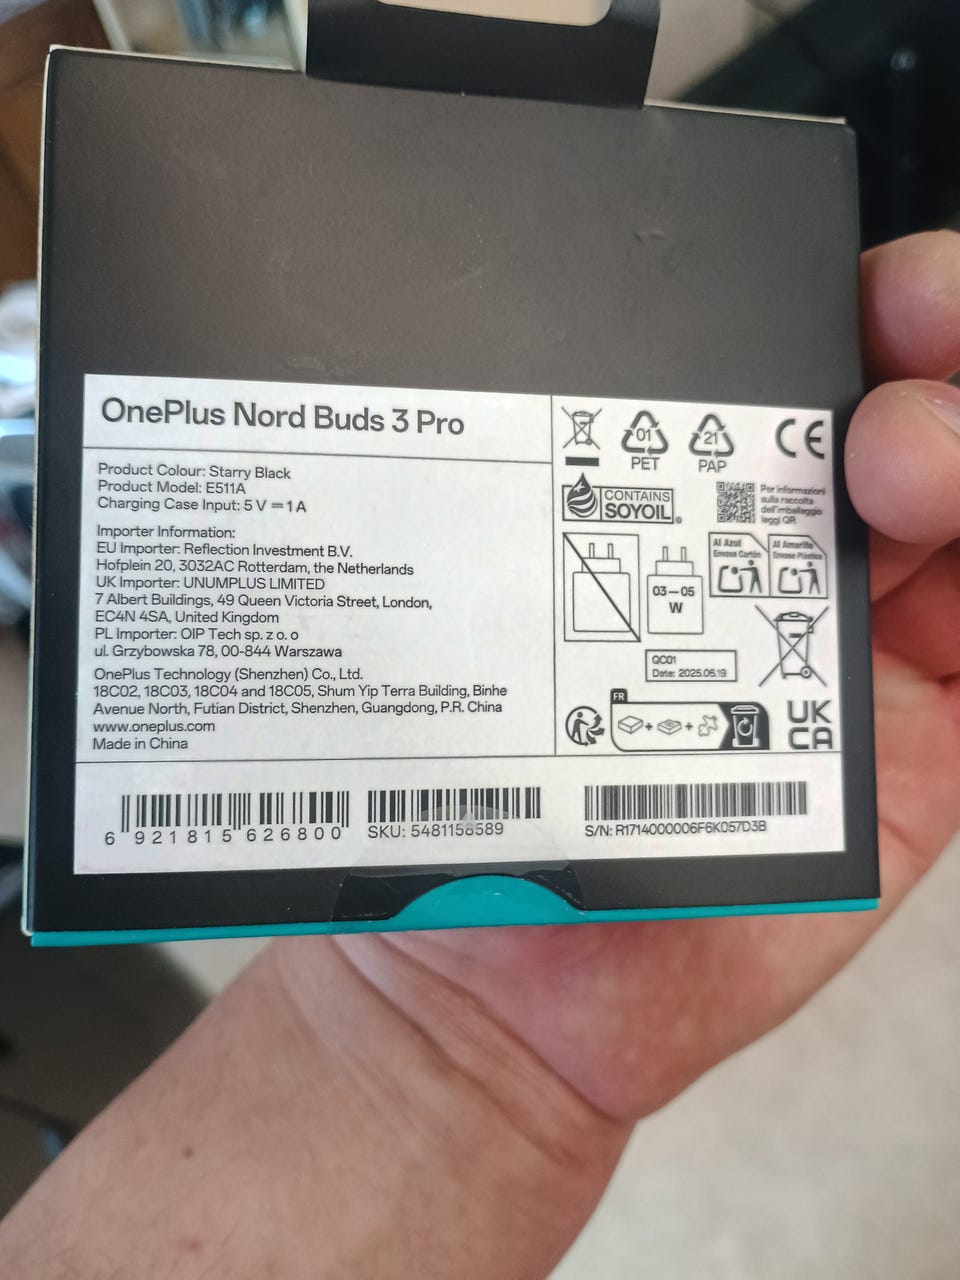 OnePlus Nord Buds 3 Pro
Product Colour: Starry Black
Product Model: E511A
Charging Case Input: 5 V ⎓ 1 A
Importer Information:
EU Importer: Reflection Investment B.V.
Hofplein 20, 3032AC Rotterdam, the Netherlands
UK Importer: UNUMPLUS LIMITED
7 Albert Buildings, 49 Queen Victoria Street, London,
EC4N 4SA, United Kingdom
PL Importer: OIP Tech sp. z o. o
ul. Grzybowska 78, 00-844 Warszawa
OnePlus Technology (Shenzhen) Co., Ltd.
18C02, 18C03, 18C04 and 18C05, Shum Yip Terra Building, Binhe
Avenue North, Futian District, Shenzhen, Guangdong, P.R. China
www.oneplus.com
Made in China
01
PET
21
PAP
CE
CONTAINS
SOYOIL
Per informazioni
sulla raccolta
dell'imballaggio
leggi QR
Al Azul
Envase Cartón
Al Amarillo
Envase Plástico
03–05
W
QC01
Date: 2025.06.19
FR
UK
CA
6 921815 626800
SKU: 5481158589
S/N: R1714000006F6K057D3B